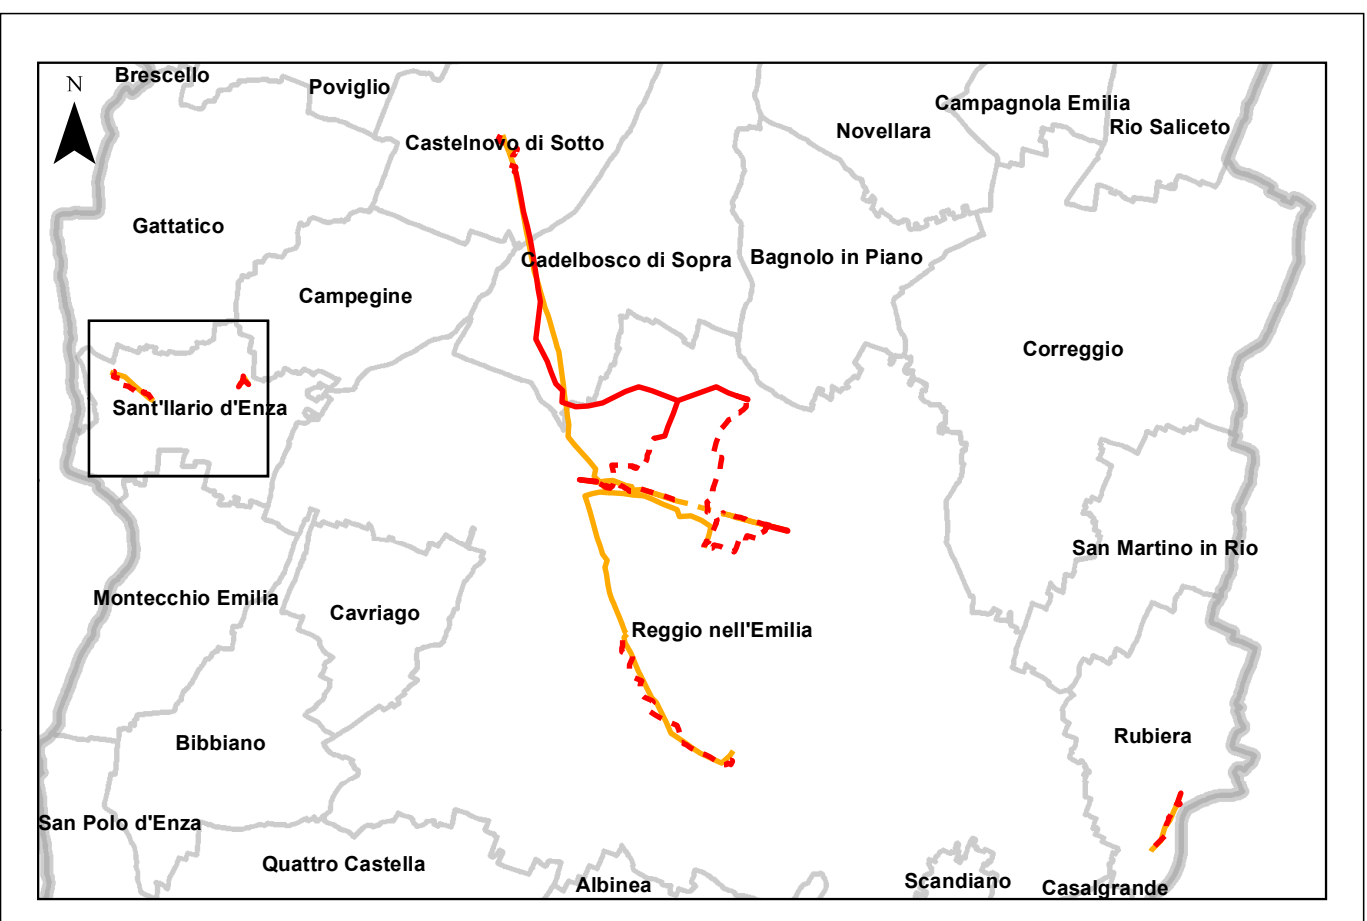 Brescello
N
Poviglio
Campagnola Emilia
Novellara
Rio Saliceto
Castelnovo di Sotto
Gattatico
Cadelbosco di Sopra
Bagnolo in Piano
Campegine
Correggio
Sant'Ilario d'Enza
San Martino in Rio
Montecchio Emilia
Cavriago
Reggio nell'Emilia
Bibbiano
Rubiera
San Polo d'Enza
Quattro Castella
Albinea
Scandiano
Casalgrande